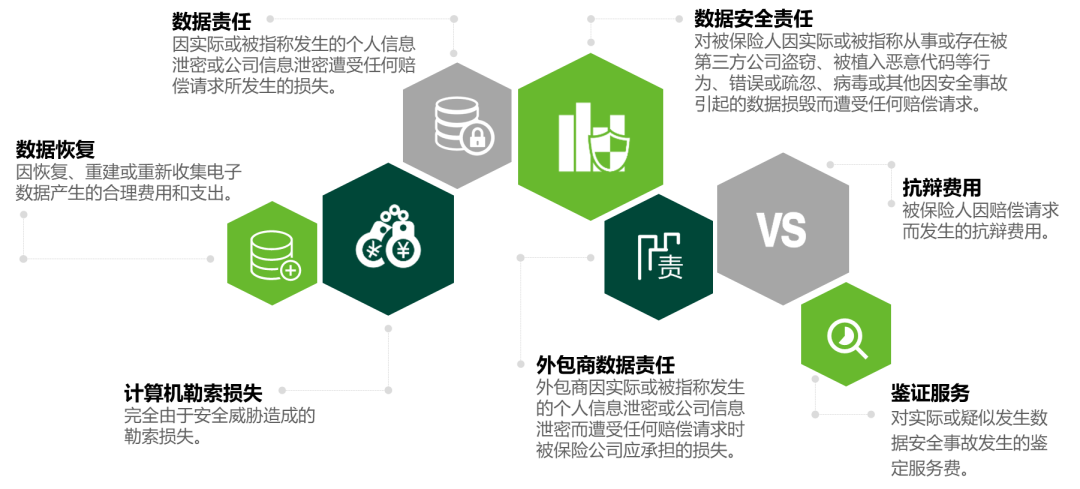 数据责任
因实际或被指称发生的个人信息
泄密或公司信息泄密遭受任何赔
偿请求所发生的损失。
数据安全责任
对被保险人因实际或被指称从事或存在被
第三方公司盗窃、被植入恶意代码等行
为、错误或疏忽、病毒或其他因安全事故
引起的数据损毁而遭受任何赔偿请求。
数据恢复
因恢复、重建或重新收集电子
数据产生的合理费用和支出。
抗辩费用
被保险人因赔偿请求
而发生的抗辩费用。
¥
VS
责
计算机勒索损失
完全由于安全威胁造成的
勒索损失。
外包商数据责任
外包商因实际或被指称发生
的个人信息泄密或公司信息
泄密而遭受任何赔偿请求时
被保险公司应承担的损失。
鉴证服务
对实际或疑似发生数
据安全事故发生的鉴
定服务费。